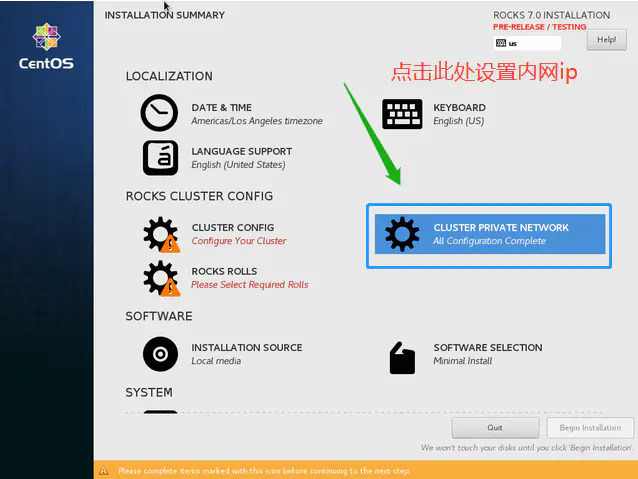 INSTALLATION SUMMARY
ROCKS 7.0 INSTALLATION
PRE-RELEASE / TESTING
us
Help!
CentOS
点击此处设置内网ip
LOCALIZATION
DATE & TIME
Americas/Los Angeles timezone
KEYBOARD
English (US)
LANGUAGE SUPPORT
English (United States)
á
ROCKS CLUSTER CONFIG
CLUSTER CONFIG
Configure Your Cluster
CLUSTER PRIVATE NETWORK
All Configuration Complete
ROCKS ROLLS
Please Select Required Rolls
SOFTWARE
INSTALLATION SOURCE
Local media
SOFTWARE SELECTION
Minimal Install
SYSTEM
Quit
Begin Installation
We won't touch your disks until you click 'Begin Installation'.
Please complete items marked with this icon before continuing to the next step.